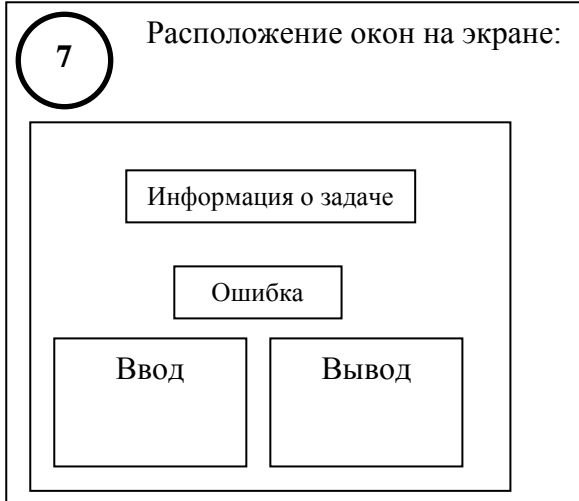 7
Расположение окон на экране:
Информация о задаче
Ошибка
Ввод
Вывод